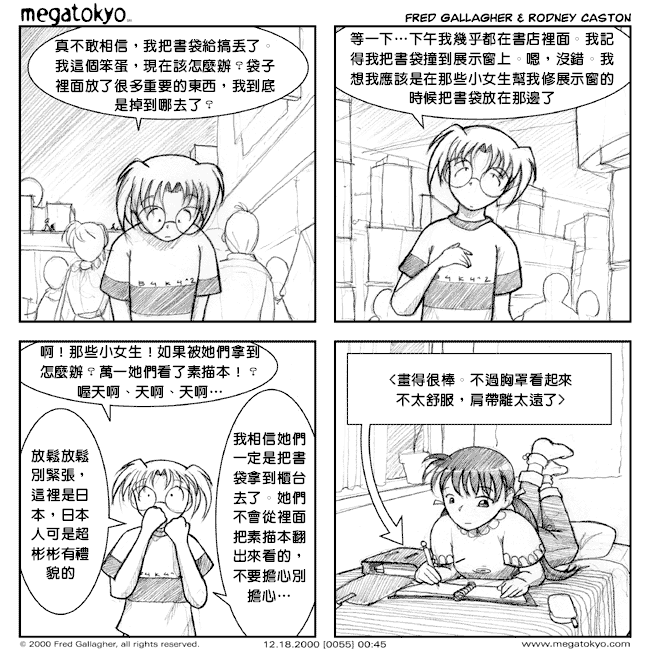 megatokyo
FRED GALLAGHER & RODNEY CASTON
真不敢相信，我把書袋給搞丟了。
我這個笨蛋，現在該怎麼辦？袋子
裡面放了很多重要的東西，我到底
是掉到哪去了？
等一下…下午我幾乎都在書店裡面。我記
得我把書袋撞到展示窗上。嗯，沒錯。我
想我應該是在那些小女生幫我修展示窗的
時候把書袋放在那邊了
啊！那些小女生！如果被她們拿到
怎麼辦？萬一她們看了素描本！？
喔天啊、天啊、天啊…
放鬆放鬆
別緊張，
這裡是日
本，日本
人可是超
彬彬有禮
貌的
我相信她們
一定是把書
袋拿到櫃台
去了。她們
不會從裡面
把素描本翻
出來看的，
不要擔心別
擔心…
<畫得很棒。不過胸罩看起來
不太舒服，肩帶離太遠了>
© 2000 Fred Gallagher, all rights reserved.
12.18.2000 [0055] 00:45
www.megatokyo.com